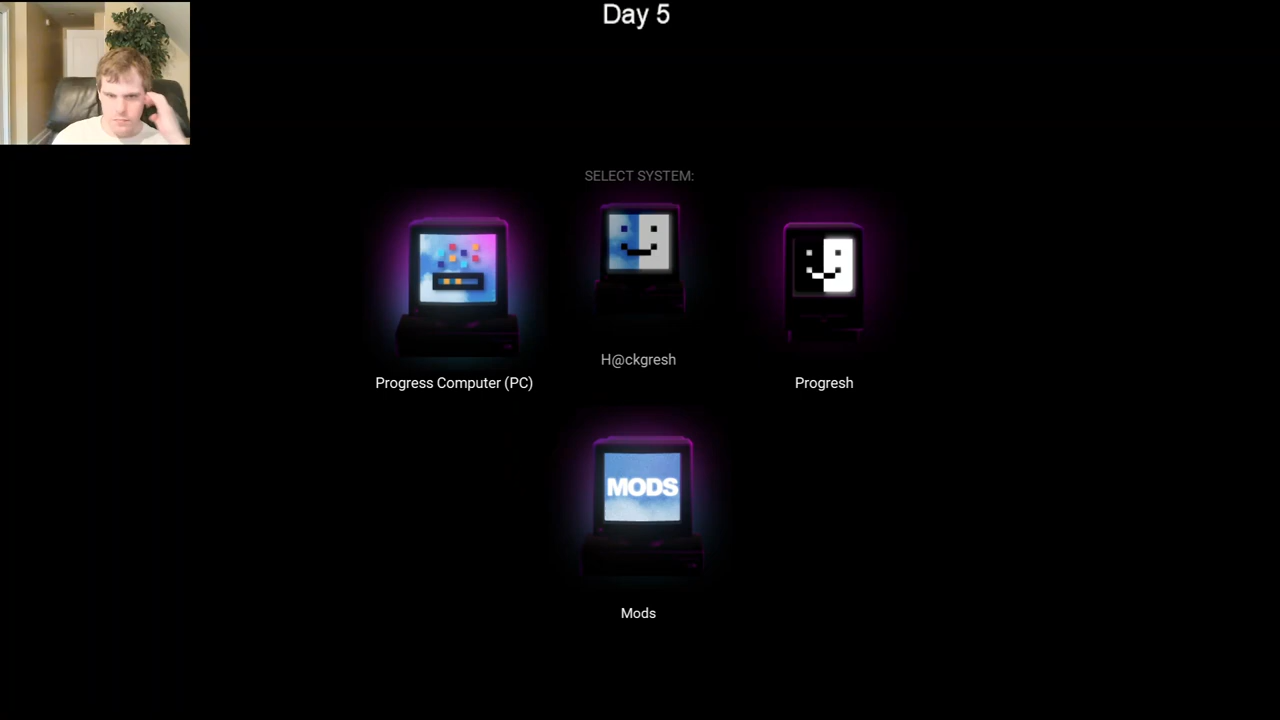 Day 5
SELECT SYSTEM:
H@ckgresh
Progress Computer (PC)
Progresh
MODS
Mods